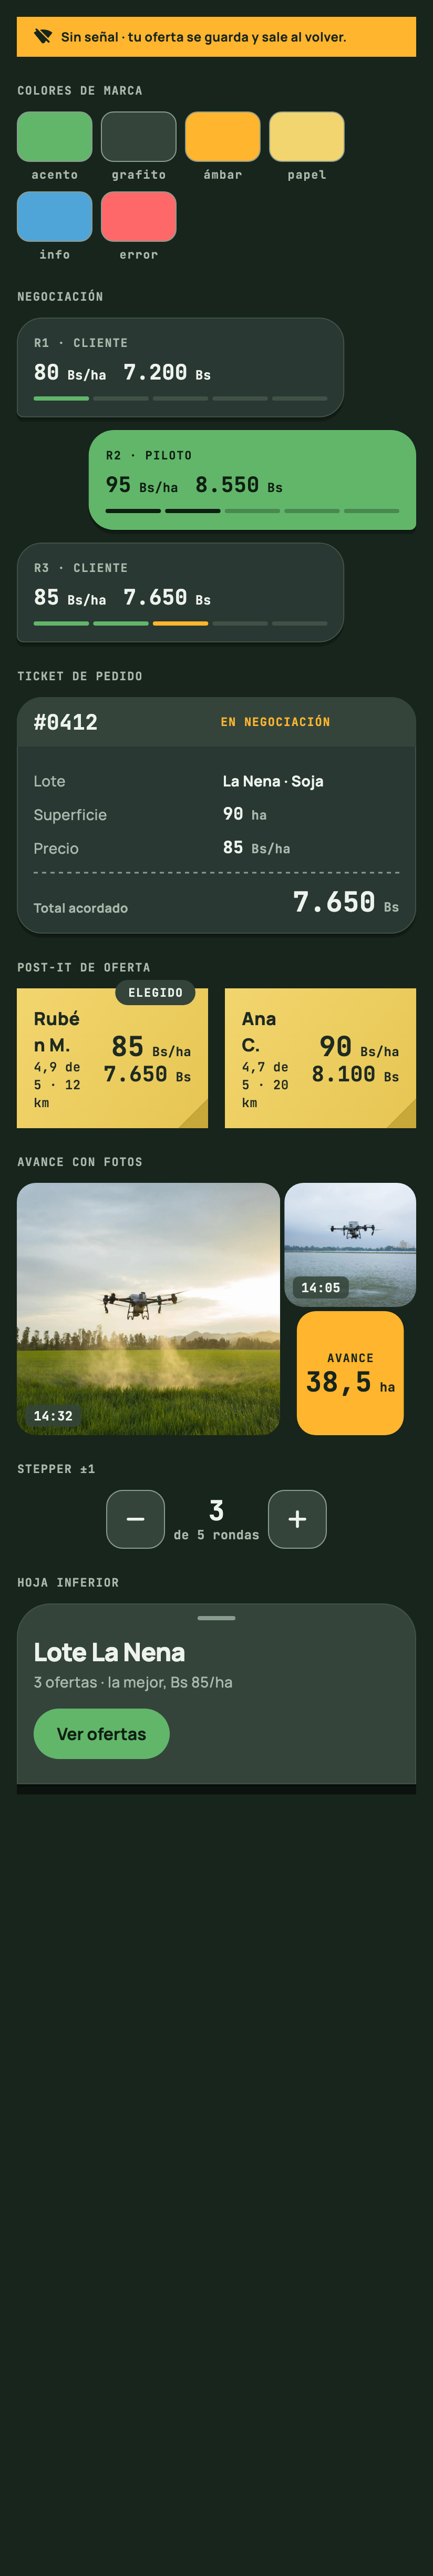 Sin señal · tu oferta se guarda y sale al volver.
COLORES DE MARCA
acento grafito ámbar papel
info error
NEGOCIACIÓN
R1 · CLIENTE
80 Bs/ha 7.200 Bs
R2 · PILOTO
95 Bs/ha 8.550 Bs
R3 · CLIENTE
85 Bs/ha 7.650 Bs
TICKET DE PEDIDO
#0412 EN NEGOCIACIÓN
Lote La Nena · Soja
Superficie 90 ha
Precio 85 Bs/ha
Total acordado 7.650 Bs
POST-IT DE OFERTA
ELEGIDO
Rubé
n M.
4,9 de
5 · 12
km
85 Bs/ha
7.650 Bs
Ana
C.
4,7 de
5 · 20
km
90 Bs/ha
8.100 Bs
AVANCE CON FOTOS
14:32
14:05
AVANCE
38,5 ha
STEPPER ±1
− 3 +
de 5 rondas
HOJA INFERIOR
Lote La Nena
3 ofertas · la mejor, Bs 85/ha
Ver ofertas